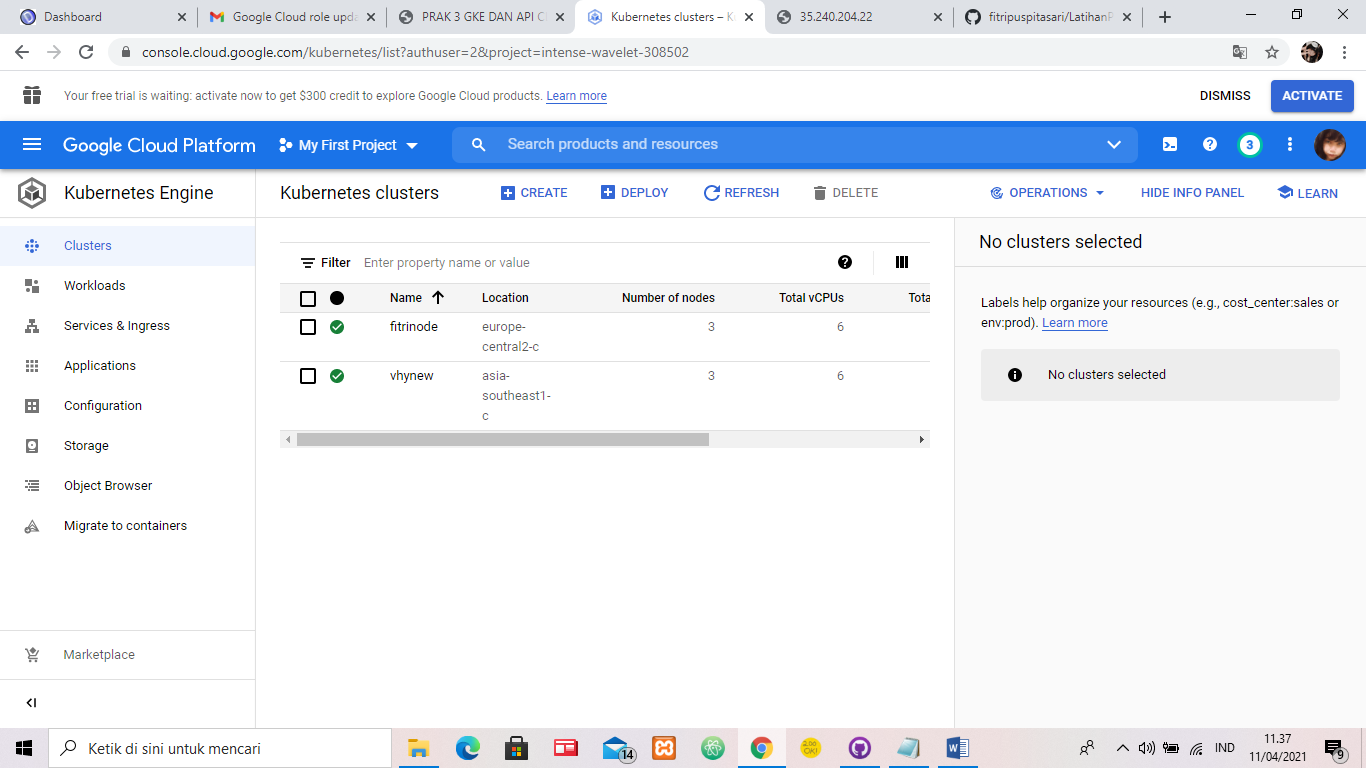 Dashboard
Google Cloud role upda
PRAK 3 GKE DAN API C
Kubernetes clusters – K
35.240.204.22
fitripuspitasari/LatihanP
console.cloud.google.com/kubernetes/list?authuser=2&project=intense-wavelet-308502
Your free trial is waiting: activate now to get $300 credit to explore Google Cloud products. Learn more
DISMISS
ACTIVATE
Google Cloud Platform
My First Project
Search products and resources
3
Kubernetes Engine
Kubernetes clusters
CREATE
DEPLOY
REFRESH
DELETE
OPERATIONS
HIDE INFO PANEL
LEARN
Clusters
Workloads
Services & Ingress
Applications
Configuration
Storage
Object Browser
Migrate to containers
Marketplace
Filter
Enter property name or value
Name
Location
Number of nodes
Total vCPUs
Tota
fitrinode
europe-
central2-c
3
6
vhynew
asia-
southeast1-
c
3
6
No clusters selected
Labels help organize your resources (e.g., cost_center:sales or
env:prod). Learn more
No clusters selected
Ketik di sini untuk mencari
14
IND
11.37
11/04/2021
9